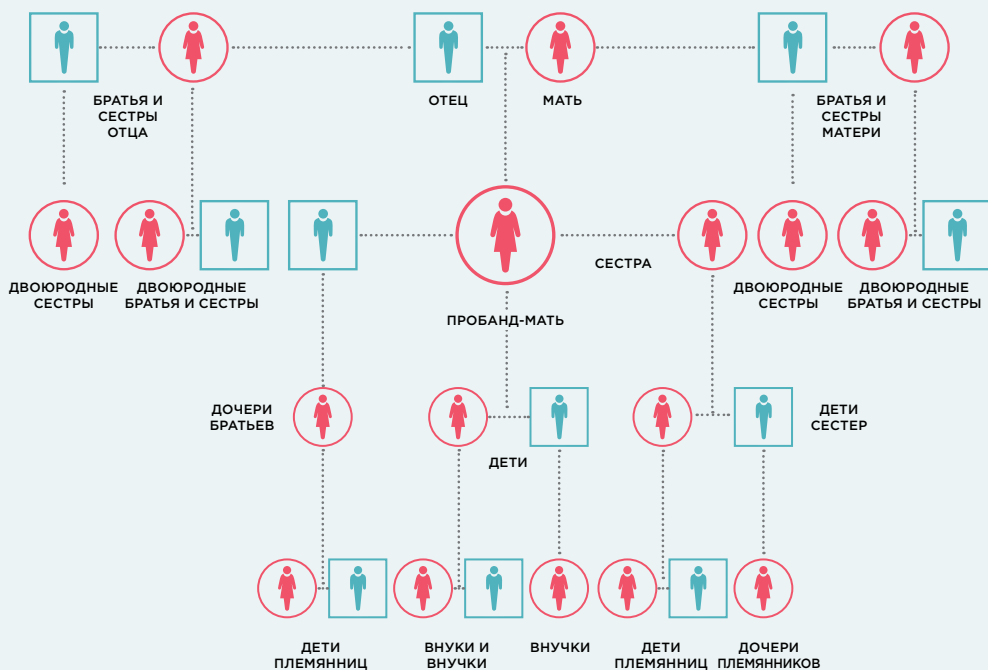 БРАТЬЯ И
СЕСТРЫ
ОТЦА
ОТЕЦ
МАТЬ
БРАТЬЯ И
СЕСТРЫ
МАТЕРИ
ДВОЮРОДНЫЕ
СЕСТРЫ
ДВОЮРОДНЫЕ
БРАТЬЯ И СЕСТРЫ
ПРОБАНД-МАТЬ
СЕСТРА
ДВОЮРОДНЫЕ
СЕСТРЫ
ДВОЮРОДНЫЕ
БРАТЬЯ И СЕСТРЫ
ДОЧЕРИ
БРАТЬЕВ
ДЕТИ
ДЕТИ
СЕСТЕР
ДЕТИ
ПЛЕМЯННИЦ
ВНУКИ И
ВНУЧКИ
ВНУЧКИ
ДЕТИ
ПЛЕМЯННИЦ
ДОЧЕРИ
ПЛЕМЯННИКОВ